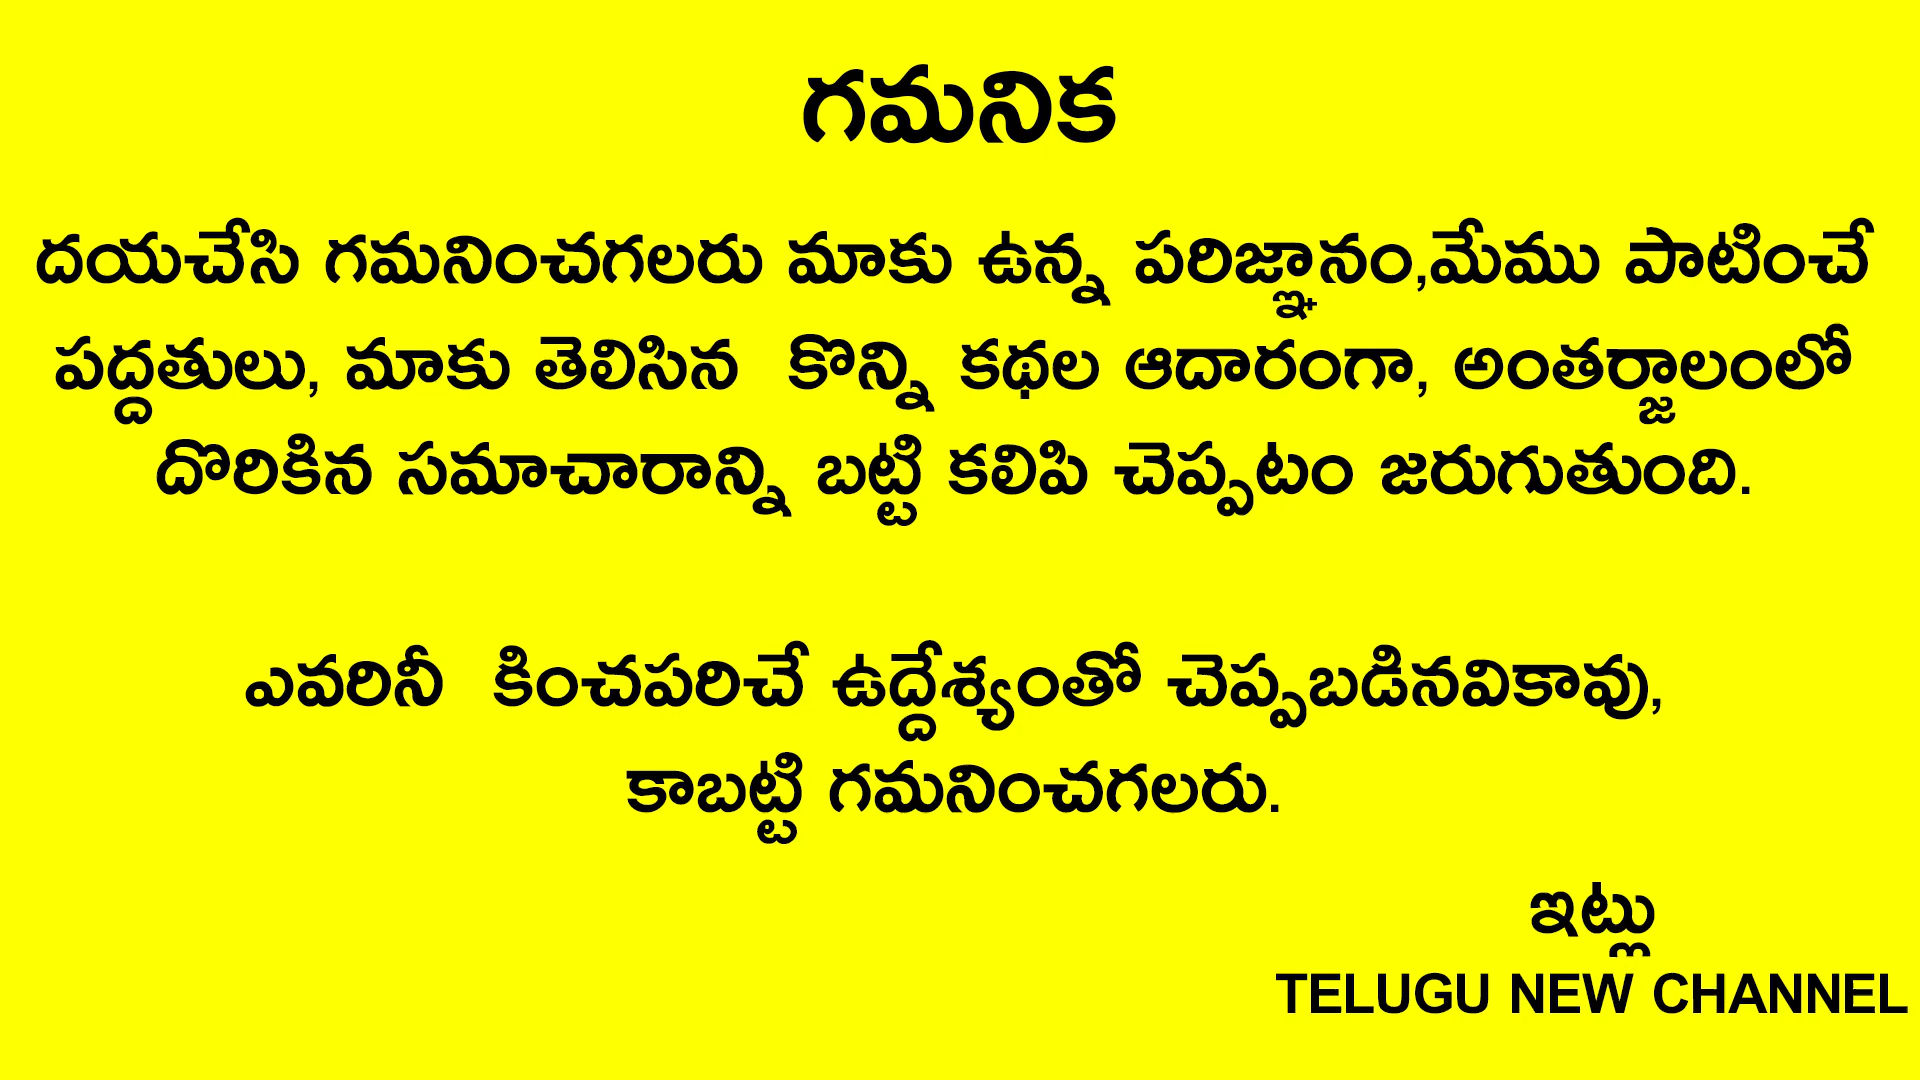 గమనిక
దయచేసి గమనించగలరు మాకు ఉన్న పరిజ్ఞానం,మేము పాటించే
పద్దతులు, మాకు తెలిసిన కొన్ని కథల ఆదారంగా, అంతర్జాలంలో
దొరికిన సమాచారాన్ని బట్టి కలిపి చెప్పటం జరుగుతుంది.
ఎవరినీ కించపరిచే ఉద్దేశ్యంతో చెప్పబడినవికావు,
కాబట్టి గమనించగలరు.
ఇట్లు
TELUGU NEW CHANNEL